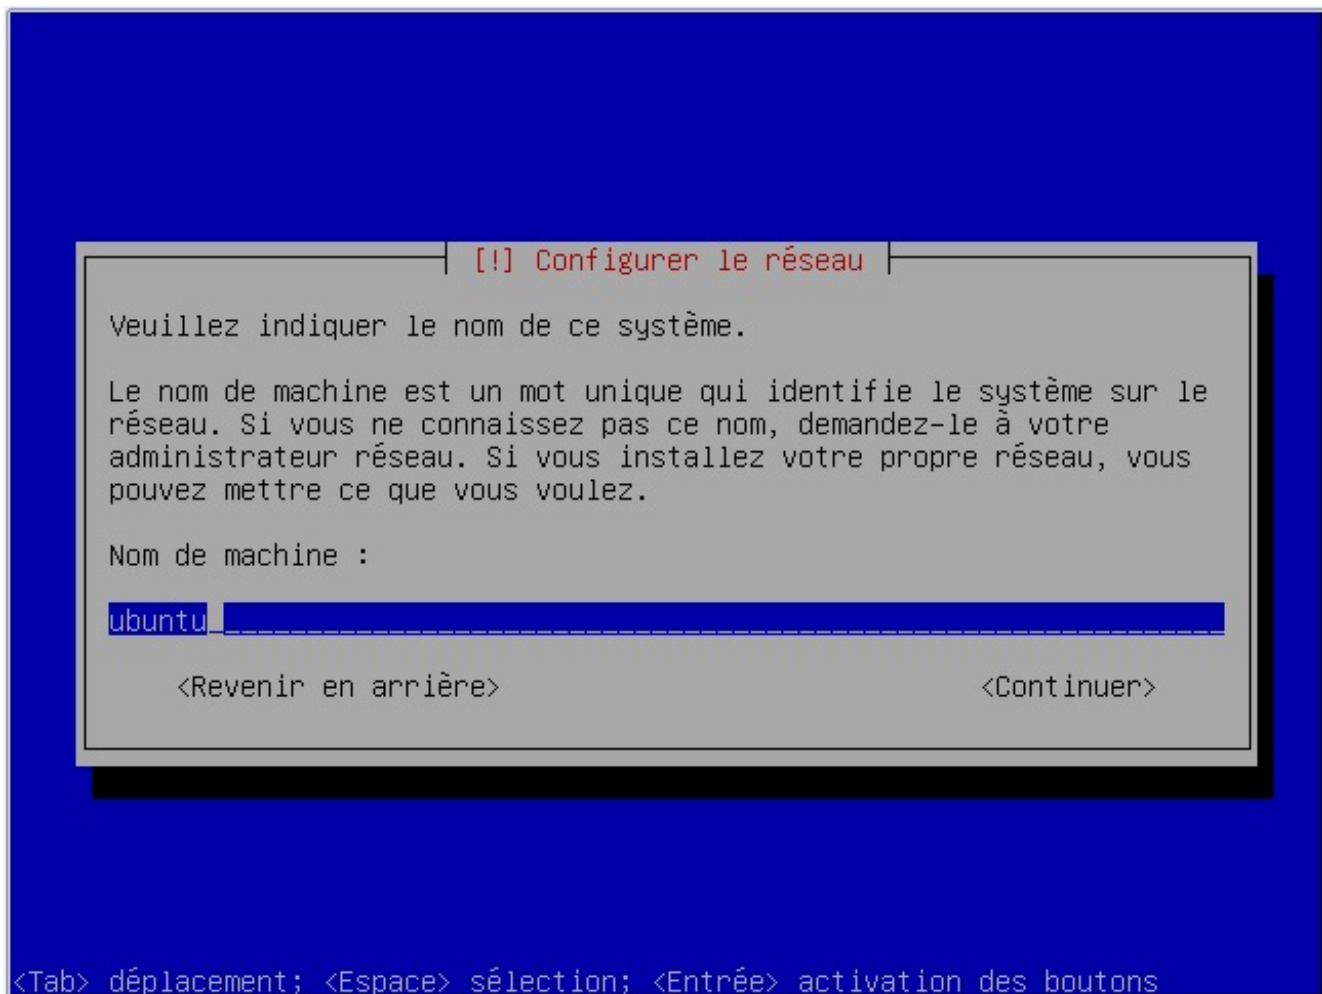 [!] Configurer le réseau
Veuillez indiquer le nom de ce système.
Le nom de machine est un mot unique qui identifie le système sur le
réseau. Si vous ne connaissez pas ce nom, demandez-le à votre
administrateur réseau. Si vous installez votre propre réseau, vous
pouvez mettre ce que vous voulez.
Nom de machine :
ubuntu
<Revenir en arrière> <Continuer>
<Tab> déplacement; <Espace> sélection; <Entrée> activation des boutons